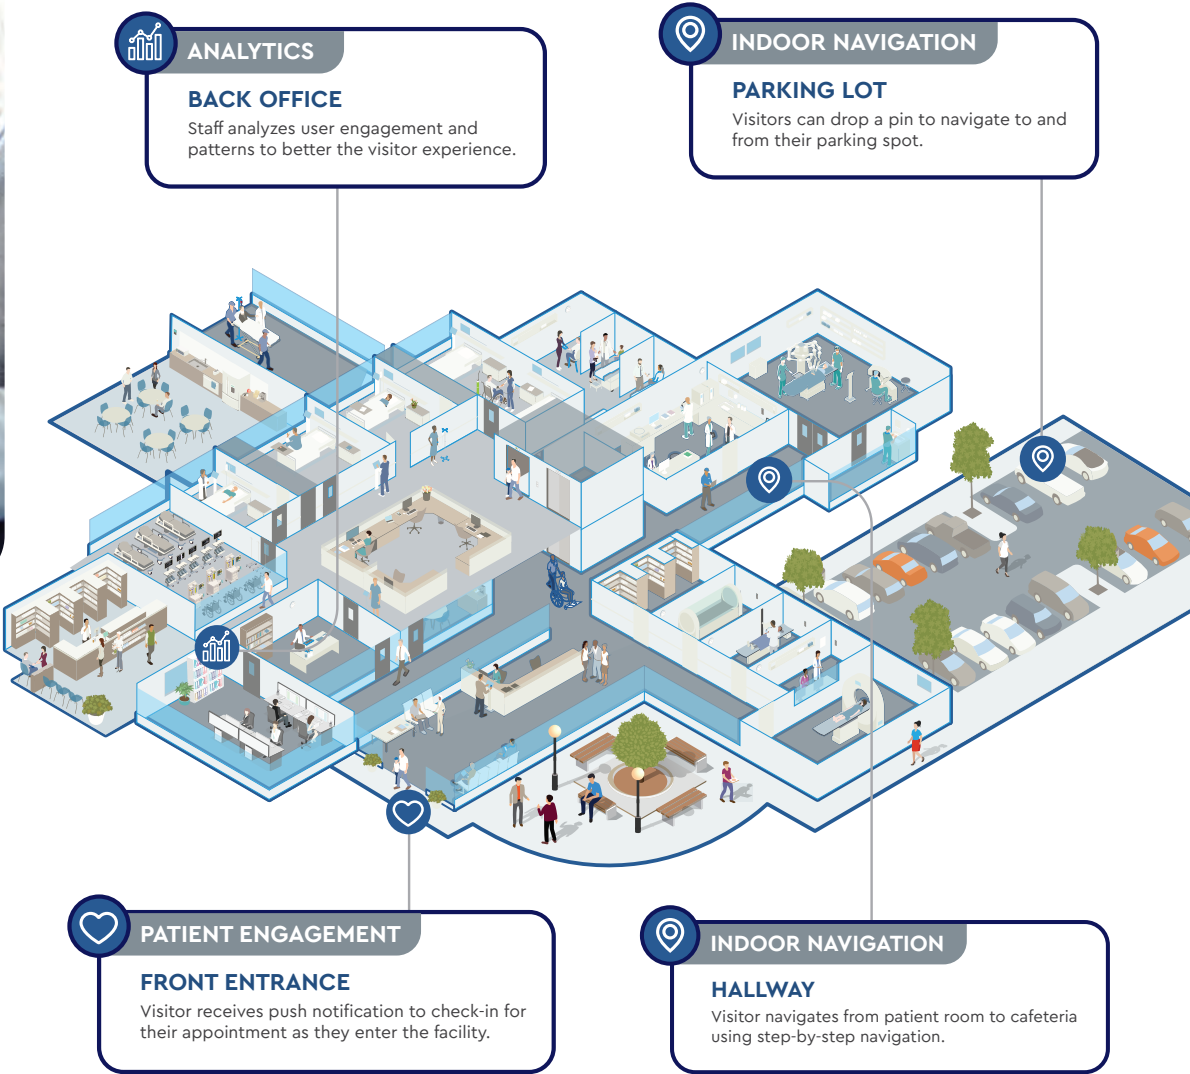 ANALYTICS
BACK OFFICE
Staff analyzes user engagement and
patterns to better the visitor experience.
INDOOR NAVIGATION
PARKING LOT
Visitors can drop a pin to navigate to and
from their parking spot.
PATIENT ENGAGEMENT
FRONT ENTRANCE
Visitor receives push notification to check-in for
their appointment as they enter the facility.
INDOOR NAVIGATION
HALLWAY
Visitor navigates from patient room to cafeteria
using step-by-step navigation.